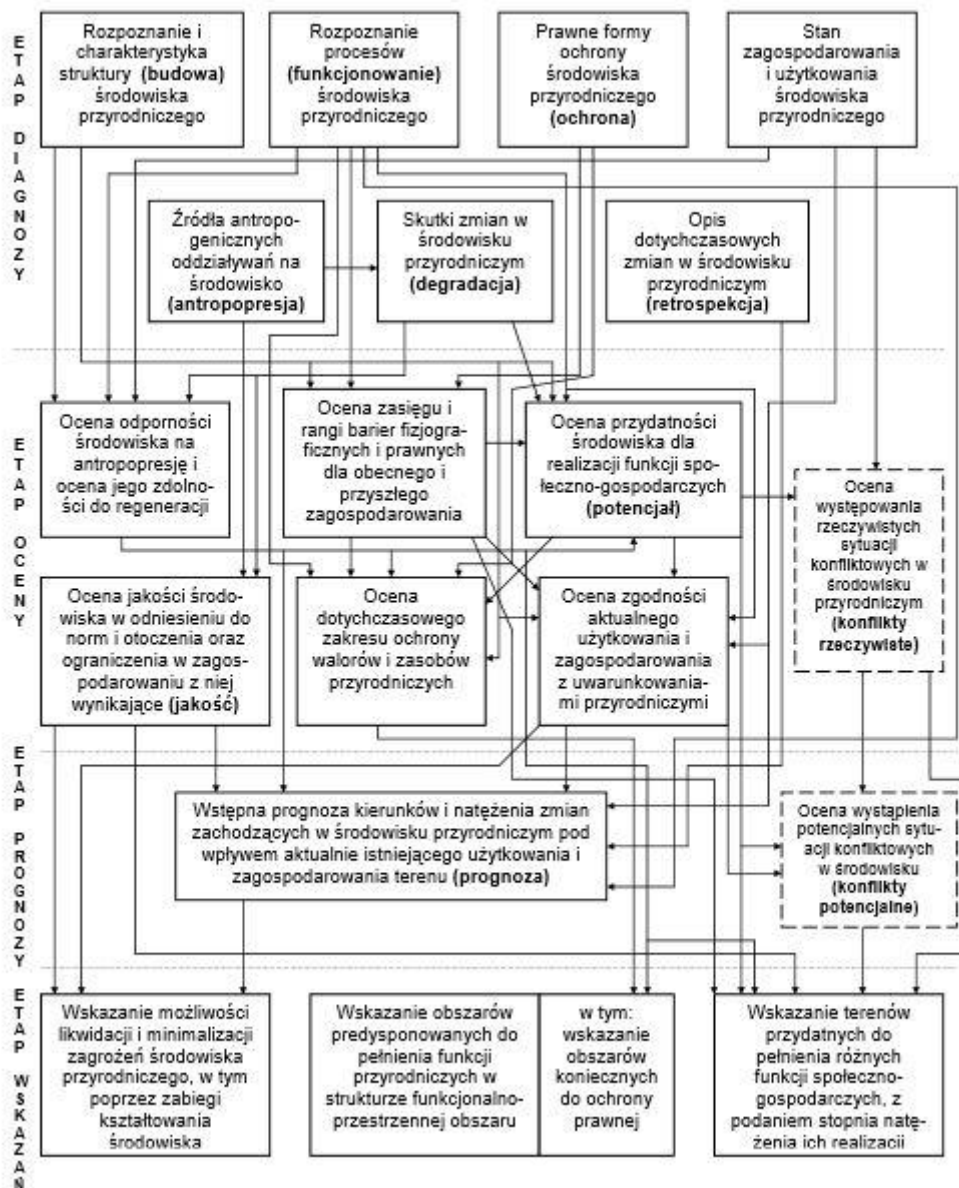 ETAP DIAGNOZY
Rozpoznanie i
charakterystyka
struktury (budowa)
środowiska
przyrodniczego
Rozpoznanie
procesów
(funkcjonowanie)
środowiska
przyrodniczego
Prawne formy
ochrony
środowiska
przyrodniczego
(ochrona)
Stan
zagospodarowania
i użytkowania
środowiska
przyrodniczego
Źródła antropo-
genicznych
oddziaływań na
środowisko
(antropopresja)
Skutki zmian w
środowisku
przyrodniczym
(degradacja)
Opis
dotychczasowych
zmian w środowisku
przyrodniczym
(retrospekcja)
ETAP OCENY
Ocena odporności
środowiska na
antropopresję i
ocena jego zdolno-
ści do regeneracji
Ocena zasięgu i
rangi barier fizjogra-
ficznych i prawnych
dla obecnego i
przyszłego
zagospodarowania
Ocena przydatności
środowiska dla
realizacji funkcji spo-
łeczno-gospodarczych
(potencjał)
Ocena
występowania
rzeczywistych
sytuacji
konfliktowych w
środowisku
przyrodniczym
(konflikty
rzeczywiste)
Ocena jakości środo-
wiska w odniesieniu do
norm i otoczenia oraz
ograniczenia w zagos-
podarowaniu z niej
wynikające (jakość)
Ocena
dotychczasowego
zakresu ochrony
walorów i zasobów
przyrodniczych
Ocena zgodności
aktualnego
użytkowania i
zagospodarowania
z uwarunkowania-
mi przyrodniczymi
ETAP PROGNOZY
Wstępna prognoza kierunków i natężenia zmian
zachodzących w środowisku przyrodniczym pod
wpływem aktualnie istniejącego użytkowania i
zagospodarowania terenu (prognoza)
Ocena wystąpienia
potencjalnych sytu-
acji konfliktowych
w środowisku
(konflikty
potencjalne)
ETAP WSKAZAŃ
Wskazanie możliwości
likwidacji i minimalizacji
zagrożeń środowiska
przyrodniczego, w tym
poprzez zabiegi
kształtowania
środowiska
Wskazanie obszarów
predysponowanych do
pełnienia funkcji
przyrodniczych w
strukturze funkcjonalno-
przestrzennej obszaru
w tym:
wskazanie
obszarów
koniecznych
do ochrony
prawnej
Wskazanie terenów
przydatnych do
pełnienia różnych
funkcji społeczno-
gospodarczych, z
podaniem stopnia natę-
żenia ich realizacji